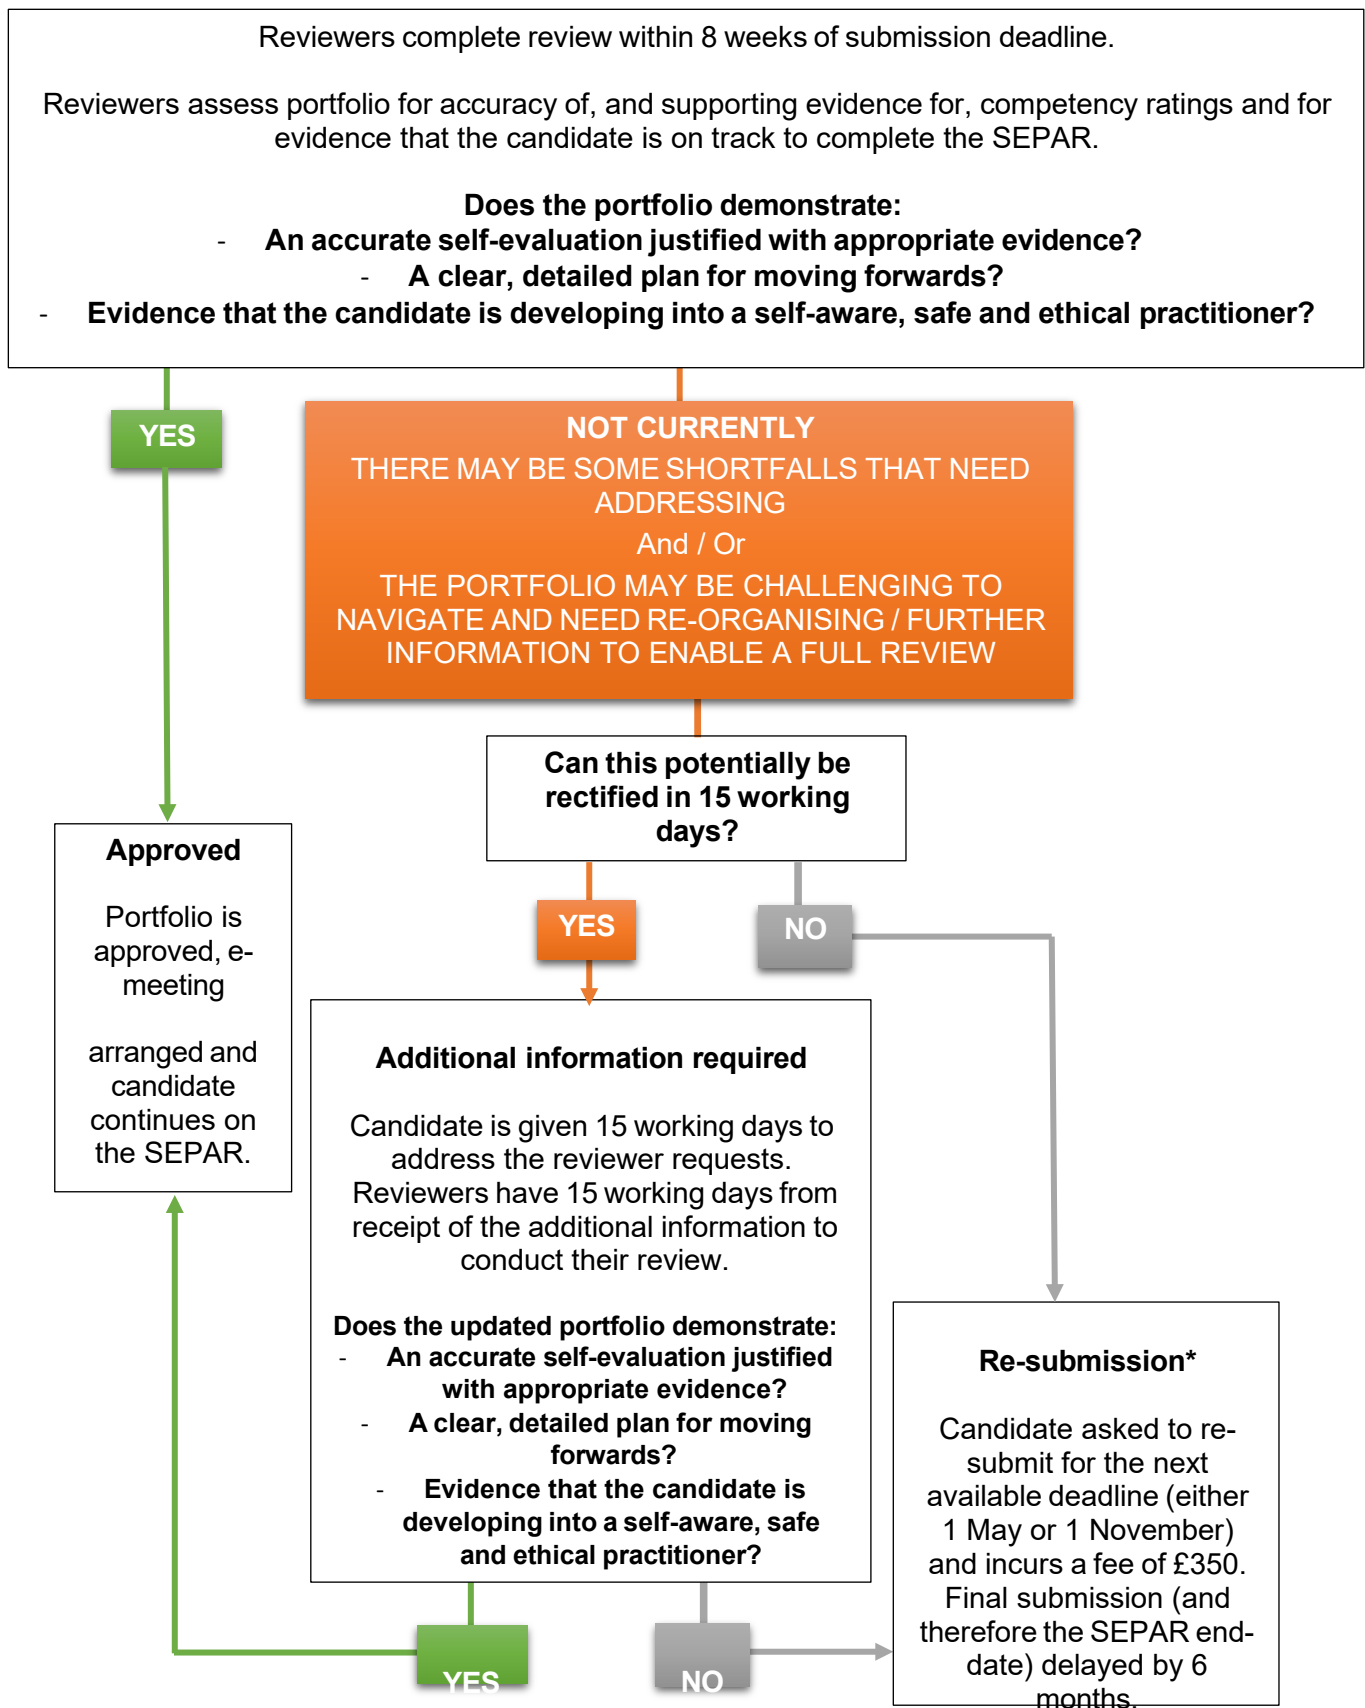 Reviewers complete review within 8 weeks of submission deadline.
Reviewers assess portfolio for accuracy of, and supporting evidence for, competency ratings and for
evidence that the candidate is on track to complete the SEPAR.
Does the portfolio demonstrate:
- An accurate self-evaluation justified with appropriate evidence?
- A clear, detailed plan for moving forwards?
- Evidence that the candidate is developing into a self-aware, safe and ethical practitioner?
YES
NOT CURRENTLY
THERE MAY BE SOME SHORTFALLS THAT NEED
ADDRESSING
And / Or
THE PORTFOLIO MAY BE CHALLENGING TO
NAVIGATE AND NEED RE-ORGANISING / FURTHER
INFORMATION TO ENABLE A FULL REVIEW
Can this potentially be
rectified in 15 working
days?
YES
NO
Approved
Portfolio is
approved, e-
meeting
arranged and
candidate
continues on
the SEPAR.
Additional information required
Candidate is given 15 working days to
address the reviewer requests.
Reviewers have 15 working days from
receipt of the additional information to
conduct their review.
Does the updated portfolio demonstrate:
- An accurate self-evaluation justified
with appropriate evidence?
- A clear, detailed plan for moving
forwards?
- Evidence that the candidate is
developing into a self-aware, safe
and ethical practitioner?
YES
NO
Re-submission*
Candidate asked to re-
submit for the next
available deadline (either
1 May or 1 November)
and incurs a fee of £350.
Final submission (and
therefore the SEPAR end-
date) delayed by 6
months.